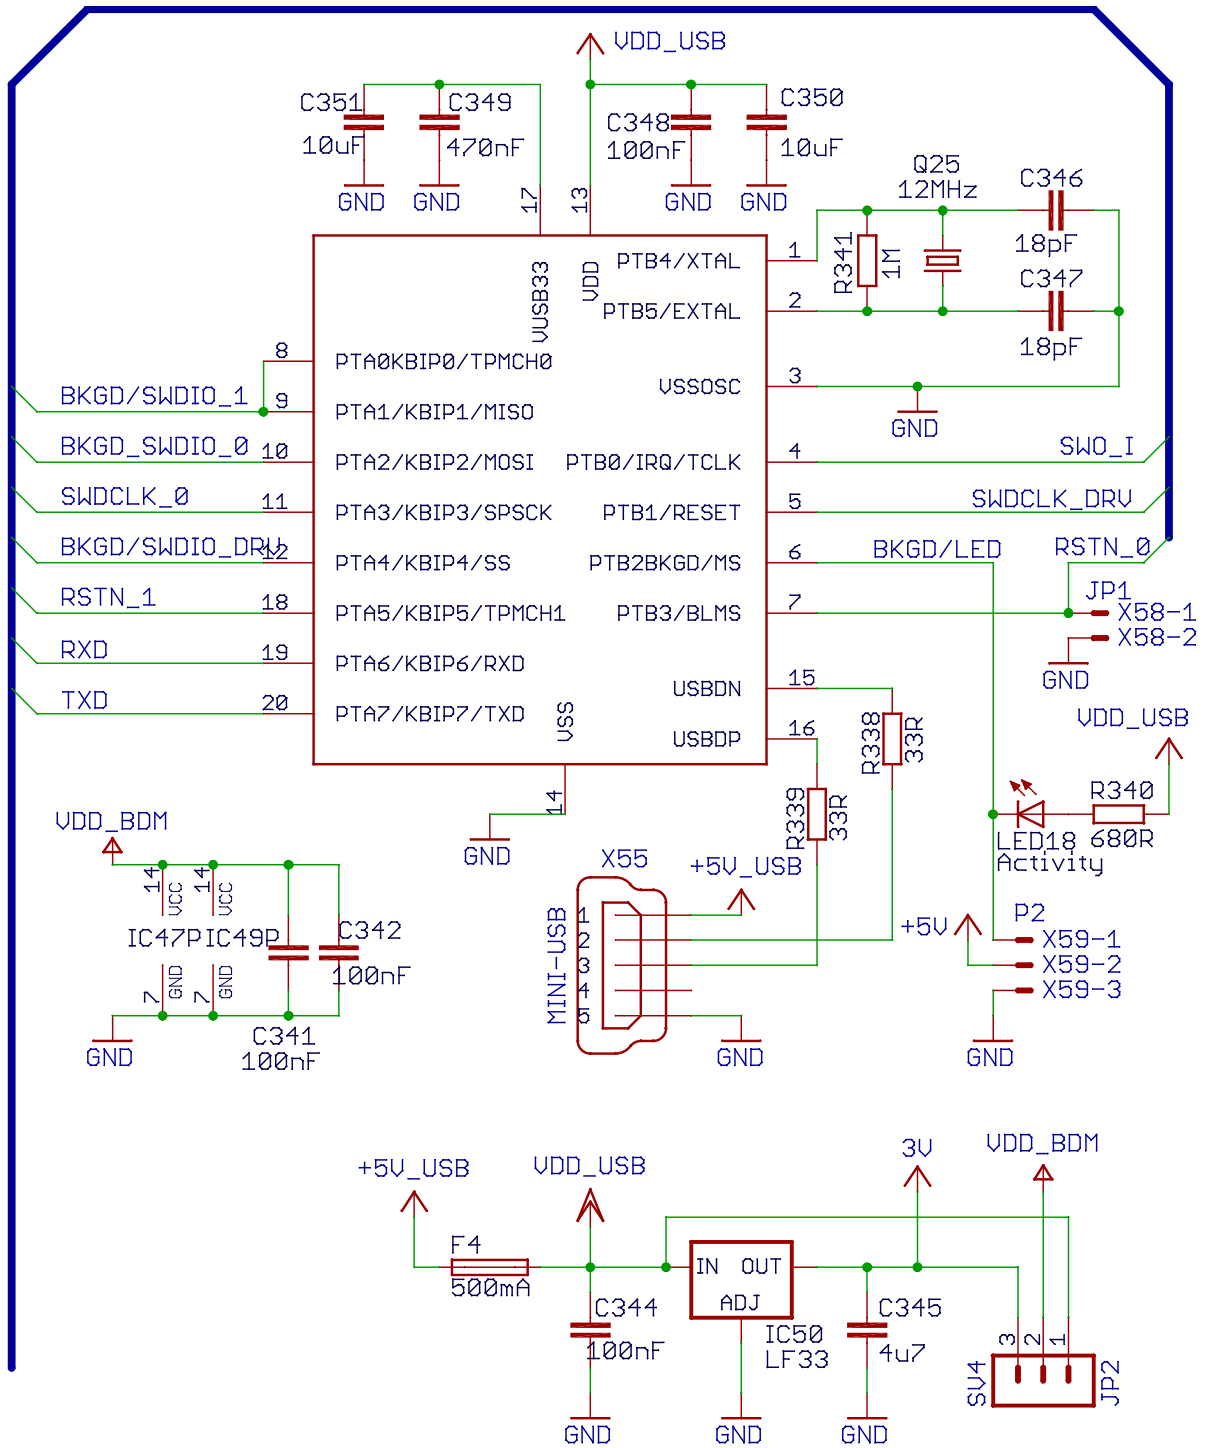 VDD_USB
C351
10uF
C349
470nF
C348
100nF
C350
10uF
GND
GND
GND
GND
Q25
12MHz
C346
18pF
C347
18pF
R341
1M
17
13
VUSB33
VDD
PTB4/XTAL
1
PTB5/EXTAL
2
VSSOSC
3
GND
8
PTA0KBIP0/TPMCH0
BKGD/SWDIO_1
9
PTA1/KBIP1/MISO
BKGD_SWDIO_0
10
PTA2/KBIP2/MOSI
PTB0/IRQ/TCLK
4
SWO_I
SWDCLK_0
11
PTA3/KBIP3/SPSCK
PTB1/RESET
5
SWDCLK_DRV
BKGD/SWDIO_DRV
12
PTA4/KBIP4/SS
PTB2BKGD/MS
6
BKGD/LED
RSTN_0
RSTN_1
18
PTA5/KBIP5/TPMCH1
PTB3/BLMS
7
JP1
X58-1
X58-2
GND
RXD
19
PTA6/KBIP6/RXD
TXD
20
PTA7/KBIP7/TXD
VSS
14
GND
USBDN
15
USBDP
16
R338
33R
R339
33R
VDD_USB
R340
680R
LED18
Activity
VDD_BDM
14
VCC
14
VCC
IC47P
IC49P
7
GND
7
GND
C342
100nF
C341
100nF
GND
X55
MINI-USB
1
2
3
4
5
+5V_USB
GND
+5V
P2
X59-1
X59-2
X59-3
GND
+5V_USB
VDD_USB
3V
VDD_BDM
F4
500mA
IN
OUT
ADJ
IC50
LF33
C344
100nF
C345
4u7
GND
GND
GND
3
2
1
SV4
JP2